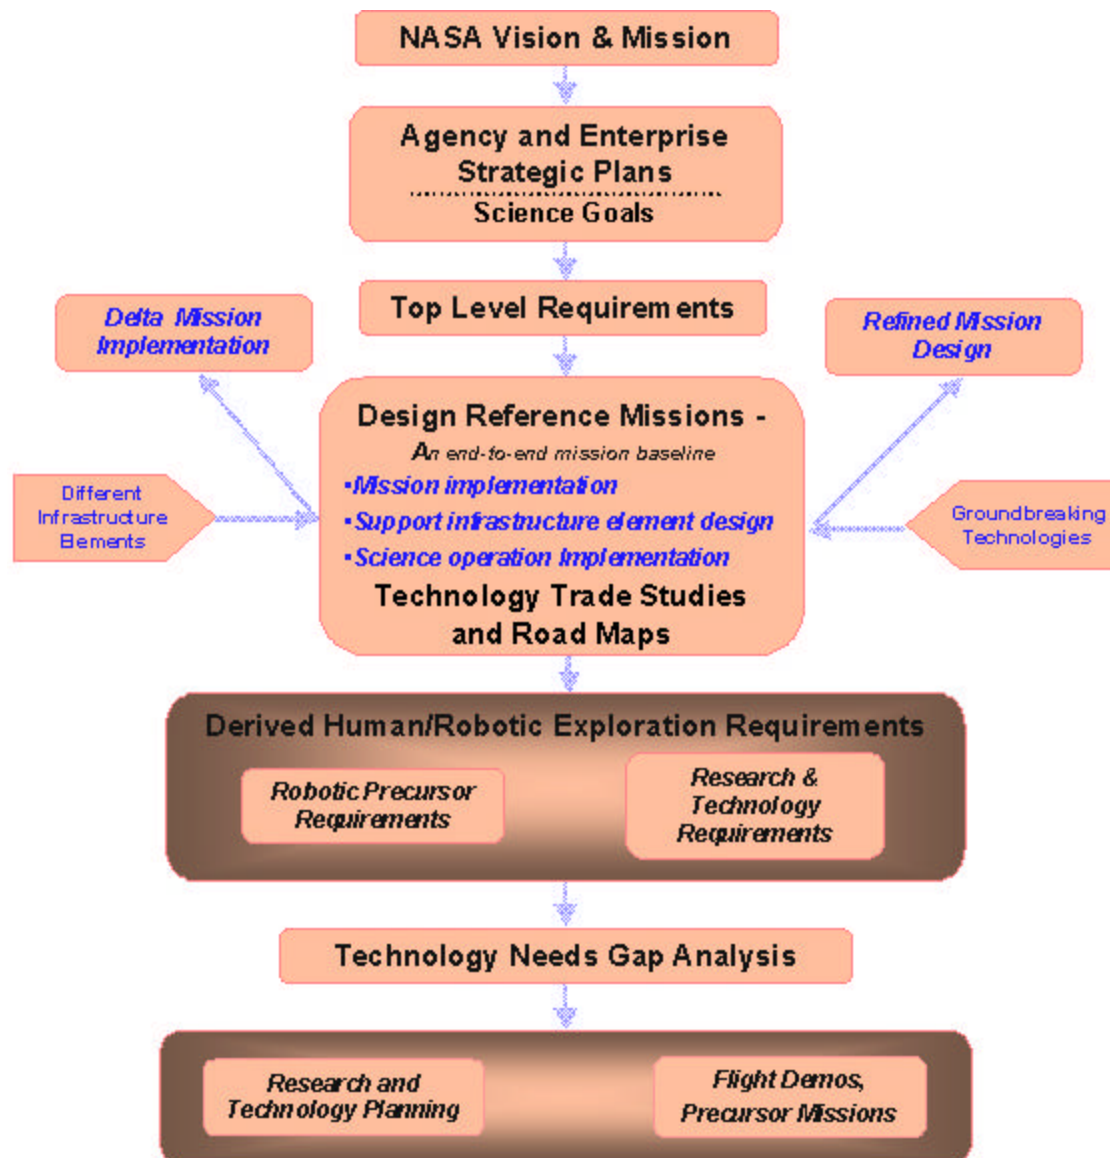 NASA Vision & Mission
Agency and Enterprise
Strategic Plans
Science Goals
Top Level Requirements
Delta Mission
Implementation
Refined Mission
Design
Design Reference Missions -
An end-to-end mission baseline
▪Mission implementation
▪Support infrastructure element design
▪Science operation Implementation
Technology Trade Studies
and Road Maps
Different
Infrastructure
Elements
Groundbreaking
Technologies
Derived Human/Robotic Exploration Requirements
Robotic Precursor
Requirements
Research &
Technology
Requirements
Technology Needs Gap Analysis
Research and
Technology Planning
Flight Demos,
Precursor Missions